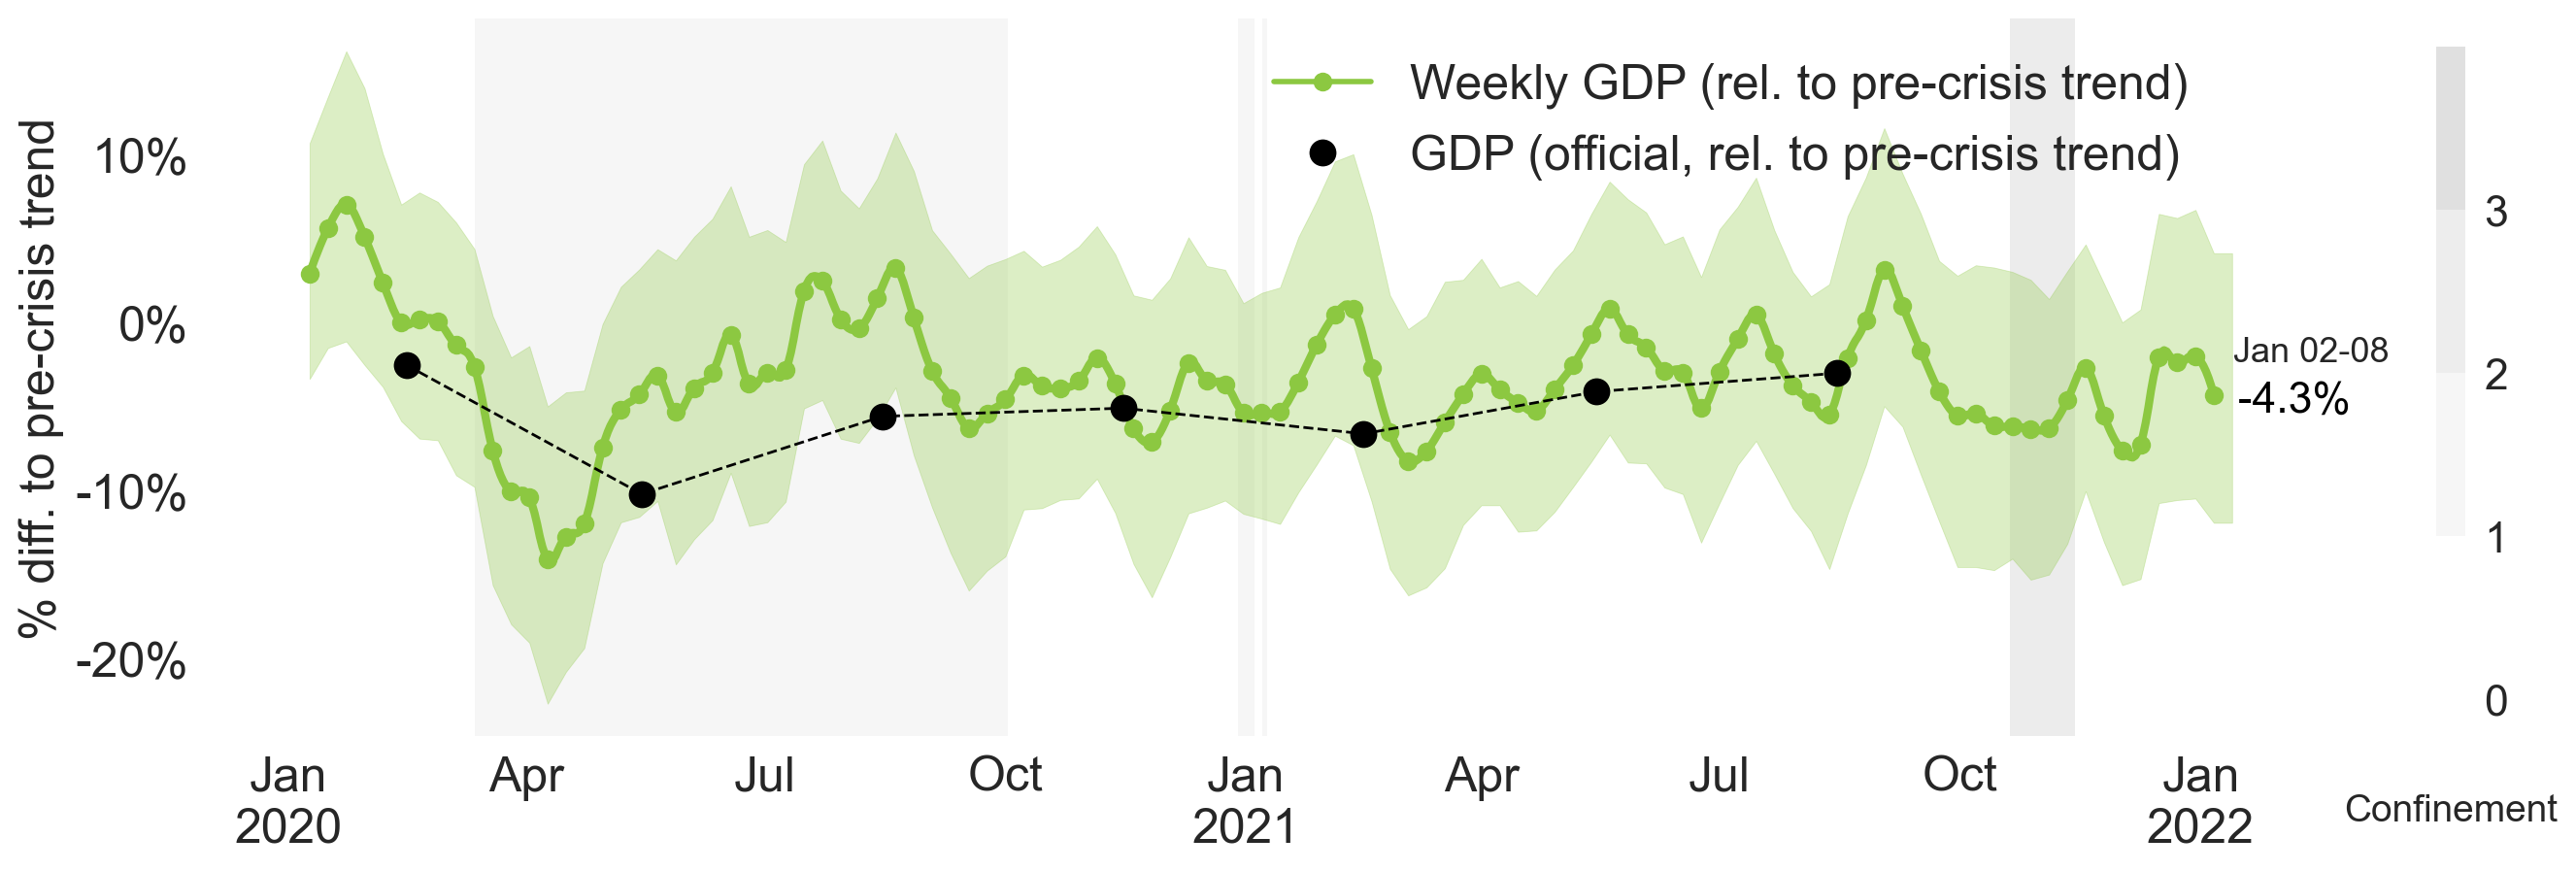 Weekly GDP (rel. to pre-crisis trend)
GDP (official, rel. to pre-crisis trend)
% diff. to pre-crisis trend
10%
0%
-10%
-20%
Jan 02-08
-4.3%
3
2
1
0
Jan Apr Jul Oct Jan Apr Jul Oct Jan
2020 2021 2022
Confinement